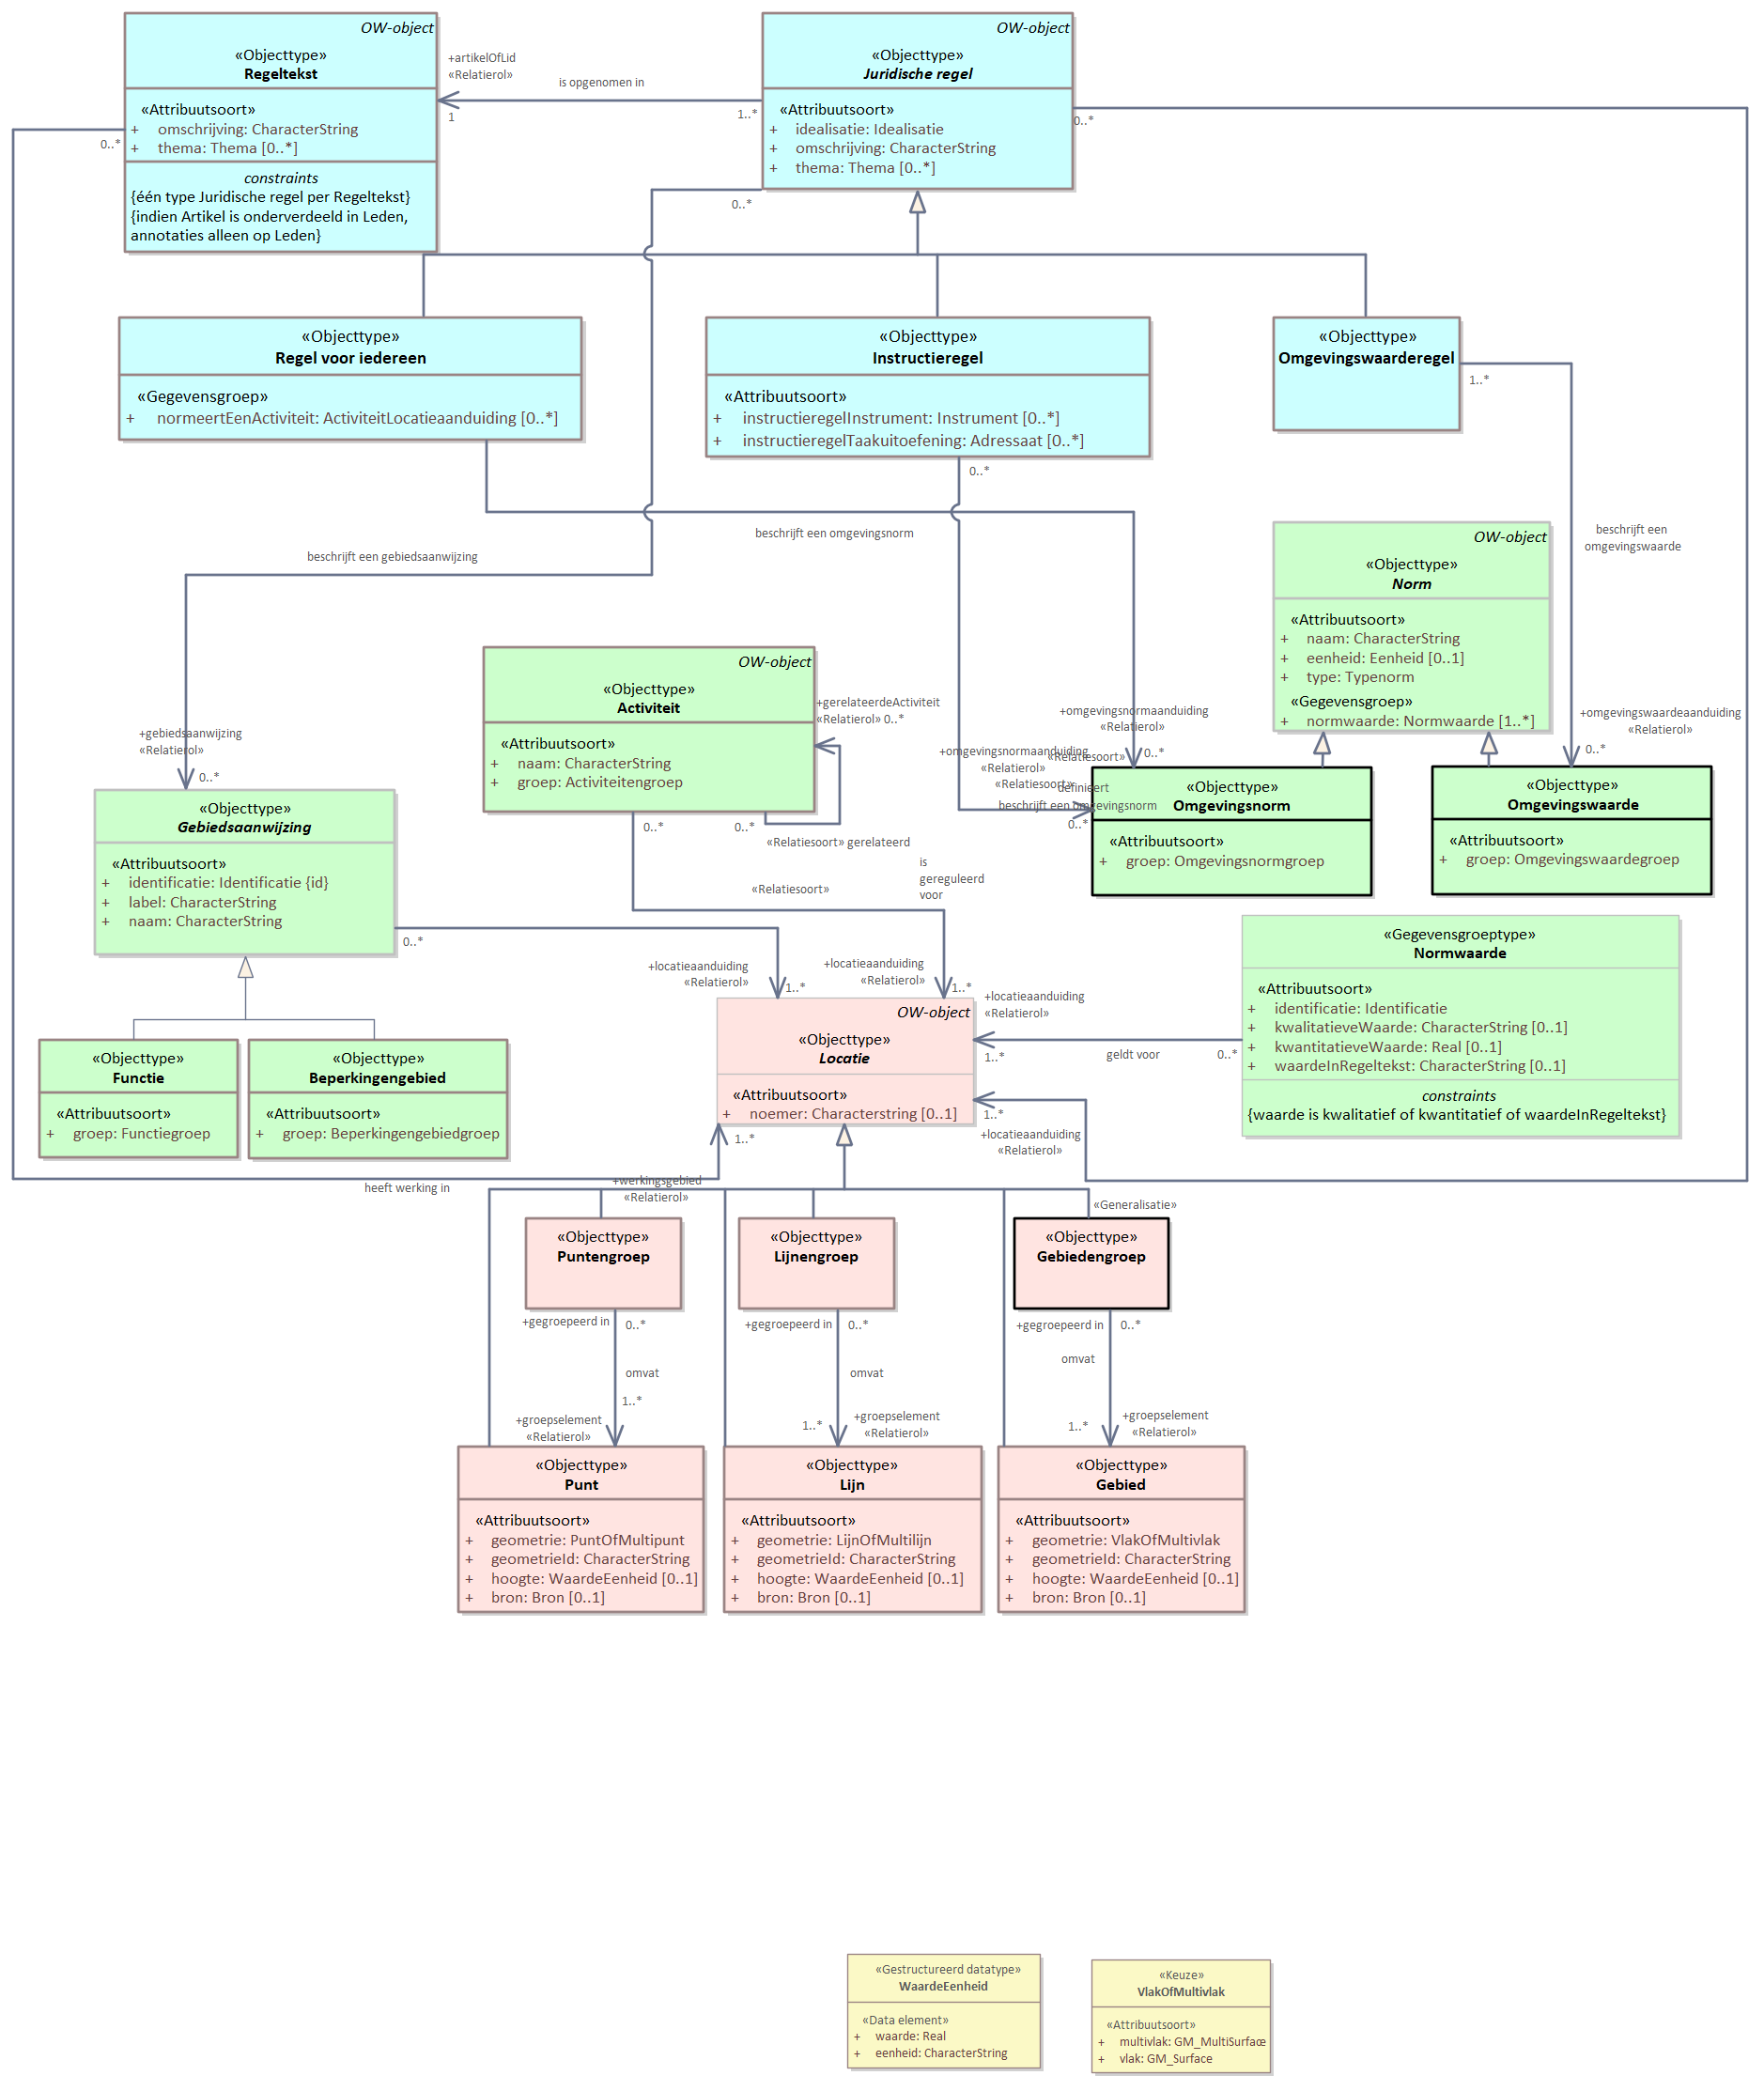 OW-object
«Objecttype»
Regeltekst
«Attribuutsoort»
+ omschrijving: CharacterString
+ thema: Thema [0..*]
constraints
{één type Juridische regel per Regeltekst}
{indien Artikel is onderverdeeld in Leden,
annotaties alleen op Leden}
+artikelOfLid
«Relatierol»
1
is opgenomen in
1..*
OW-object
«Objecttype»
Juridische regel
«Attribuutsoort»
+ idealisatie: Idealisatie
+ omschrijving: CharacterString
+ thema: Thema [0..*]
0..*
0..*
0..*
«Objecttype»
Regel voor iedereen
«Gegevensgroep»
+ normeertEenActiviteit: ActiviteitLocatieaanduiding [0..*]
«Objecttype»
Instructieregel
«Attribuutsoort»
+ instructieregelInstrument: Instrument [0..*]
+ instructieregelTaakuitoefening: Adressaat [0..*]
0..*
«Objecttype»
Omgevingswaarderegel
1..*
beschrijft een gebiedsaanwijzing
beschrijft een omgevingsnorm
beschrijft een
omgevingswaarde
OW-object
«Objecttype»
Norm
«Attribuutsoort»
+ naam: CharacterString
+ eenheid: Eenheid [0..1]
+ type: Typenorm
«Gegevensgroep»
+ normwaarde: Normwaarde [1..*]
OW-object
«Objecttype»
Activiteit
«Attribuutsoort»
+ naam: CharacterString
+ groep: Activiteitengroep
+gerelateerdeActiviteit
«Relatierol» 0..*
0..*
0..*
«Relatiesoort» gerelateerd
+gebiedsaanwijzing
«Relatierol»
0..*
+omgevingsnormaanduiding
«Relatierol»
0..*
+omgevingsnormaanduiding
«Relatierol»
«Relatiesoort»
«Relatiesoort»
definieert
beschrijft een omgevingsnorm
0..*
+omgevingswaardeaanduiding
«Relatierol»
0..*
«Objecttype»
Omgevingsnorm
«Attribuutsoort»
+ groep: Omgevingsnormgroep
«Objecttype»
Omgevingswaarde
«Attribuutsoort»
+ groep: Omgevingswaardegroep
«Objecttype»
Gebiedsaanwijzing
«Attribuutsoort»
+ identificatie: Identificatie {id}
+ label: CharacterString
+ naam: CharacterString
0..*
«Relatiesoort»
is
gereguleerd
voor
+locatieaanduiding
«Relatierol»
1..*
+locatieaanduiding
«Relatierol»
1..*
+locatieaanduiding
«Relatierol»
1..*
geldt voor
0..*
«Gegevensgroeptype»
Normwaarde
«Attribuutsoort»
+ identificatie: Identificatie
+ kwalitatieveWaarde: CharacterString [0..1]
+ kwantitatieveWaarde: Real [0..1]
+ waardeInRegeltekst: CharacterString [0..1]
constraints
{waarde is kwalitatief of kwantitatief of waardeInRegeltekst}
OW-object
«Objecttype»
Locatie
«Attribuutsoort»
+ noemer: Characterstring [0..1]
1..*
+locatieaanduiding
«Relatierol»
1..*
«Objecttype»
Functie
«Attribuutsoort»
+ groep: Functiegroep
«Objecttype»
Beperkingengebied
«Attribuutsoort»
+ groep: Beperkingengebiedgroep
heeft werking in
+werkingsgebied
«Relatierol»
«Generalisatie»
«Objecttype»
Puntengroep
«Objecttype»
Lijnengroep
«Objecttype»
Gebiedengroep
+gegroepeerd in
0..*
omvat
1..*
+groepselement
«Relatierol»
+gegroepeerd in
0..*
omvat
1..*
+groepselement
«Relatierol»
+gegroepeerd in
0..*
omvat
1..*
+groepselement
«Relatierol»
«Objecttype»
Punt
«Attribuutsoort»
+ geometrie: PuntOfMultipunt
+ geometrieId: CharacterString
+ hoogte: WaardeEenheid [0..1]
+ bron: Bron [0..1]
«Objecttype»
Lijn
«Attribuutsoort»
+ geometrie: LijnOfMultilijn
+ geometrieId: CharacterString
+ hoogte: WaardeEenheid [0..1]
+ bron: Bron [0..1]
«Objecttype»
Gebied
«Attribuutsoort»
+ geometrie: VlakOfMultivlak
+ geometrieId: CharacterString
+ hoogte: WaardeEenheid [0..1]
+ bron: Bron [0..1]
«Gestructureerd datatype»
WaardeEenheid
«Data element»
+ waarde: Real
+ eenheid: CharacterString
«Keuze»
VlakOfMultivlak
«Attribuutsoort»
+ multivlak: GM_MultiSurface
+ vlak: GM_Surface